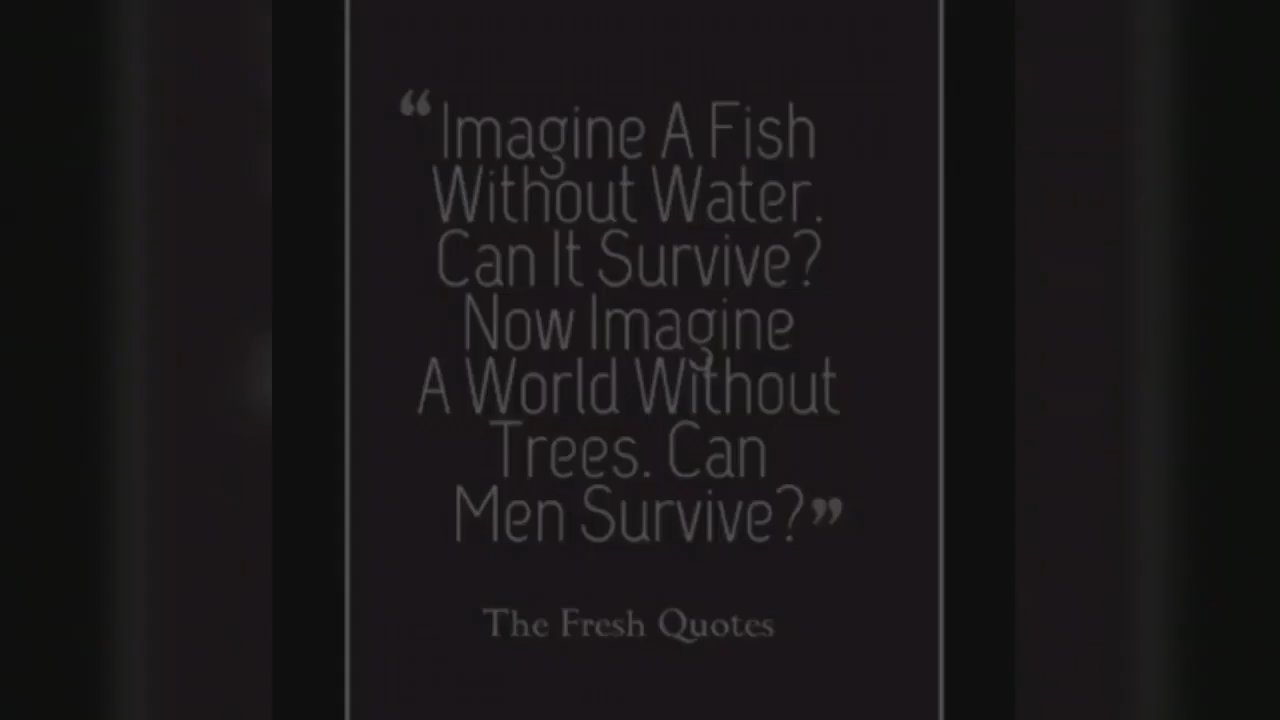 “Imagine A Fish
Without Water.
Can It Survive?
Now Imagine
A World Without
Trees. Can
Men Survive?”
The Fresh Quotes